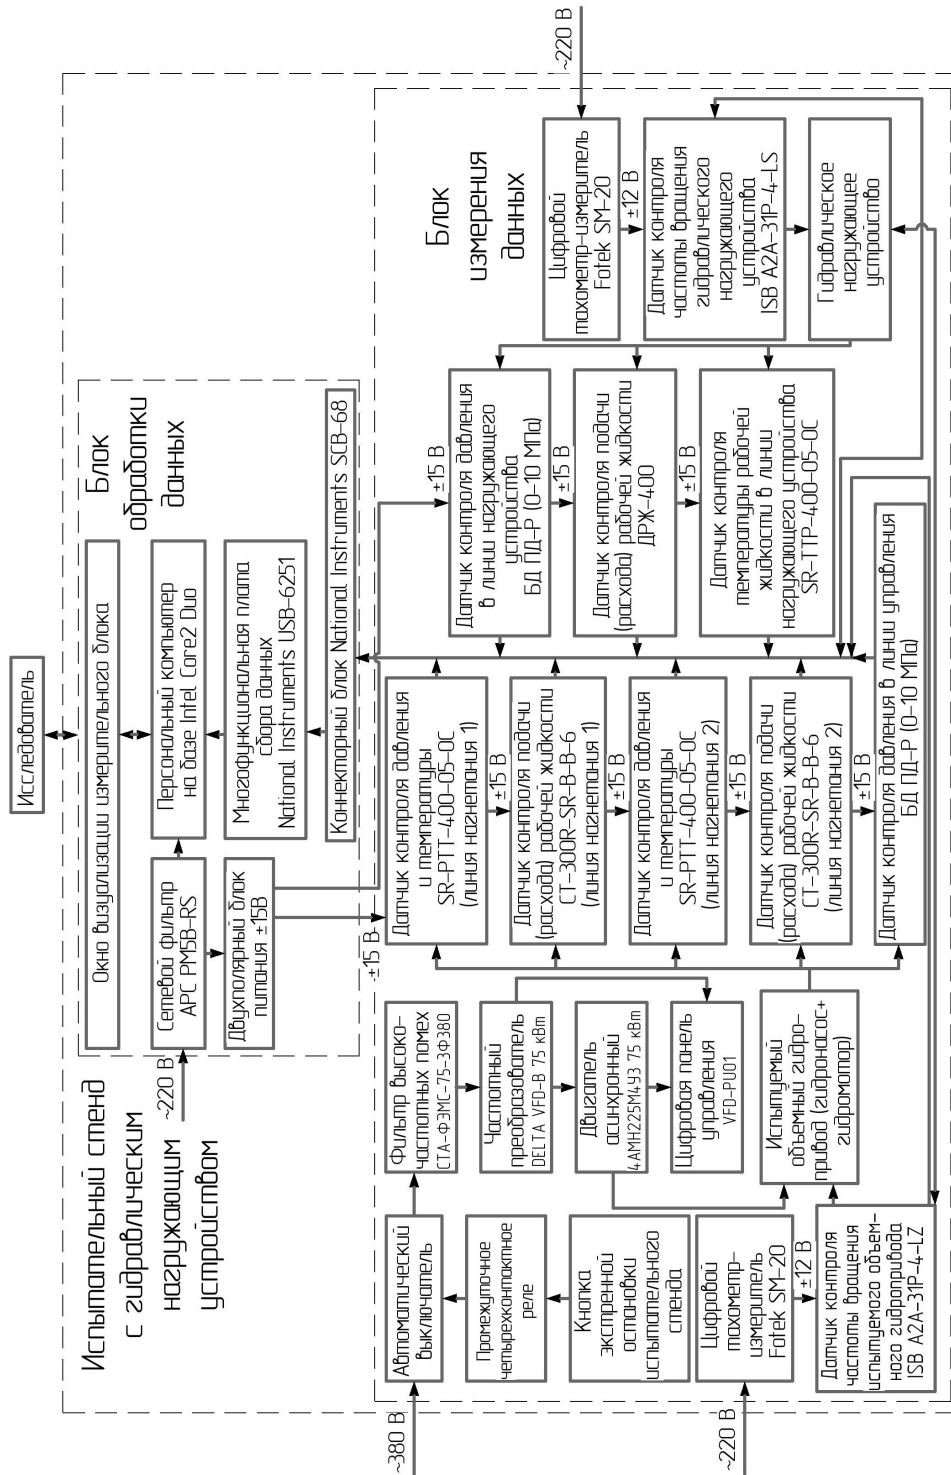 Исследователь
Испытательный стенд
с гидравлическим
нагружающим
устройством
Блок
обработки
данных
Окно визуализации измерительного блока
~220 В
Сетевой фильтр
APC PM5B-RS
Персональный компьютер
на базе Intel Core2 Duo
Двухполярный блок
питания ±15В
Многофункциональная плата
сбора данных
National Instruments USB-6251
Коннекторный блок National Instruments SCB-68
Блок
измерения
данных
±15 В
±15 В
~380 В
Автоматический
выключатель
Промежуточное
четырехконтактное
реле
Кнопка
экстренной
остановки
испытательного
стенда
~220 В
Цифровой
тахометр-
измеритель
Fotek SM-20
±12 В
Датчик контроля
частоты вращения
испытуемого объем-
ного гидропривода
ISB A2A-31P-4-LZ
Фильтр высоко-
частотных помех
СТА-ФЭМС-75-3Ф380
Частотный
преобразователь
DELTA VFD-B 75 кВт
Двигатель
асинхронный
4АМН225М4У3 75 кВт
Цифровая панель
управления
VFD-PU01
Испытуемый
объемный гидро-
привод (гидронасос+
гидромотор)
Датчик контроля давления
и температуры
SR-PTT-400-05-0C
(линия нагнетания 1)
±15 В
Датчик контроля подачи
(расхода) рабочей жидкости
CT-300R-SR-B-B-6
(линия нагнетания 1)
±15 В
Датчик контроля давления
и температуры
SR-PTT-400-05-0C
(линия нагнетания 2)
±15 В
Датчик контроля подачи
(расхода) рабочей жидкости
CT-300R-SR-B-B-6
(линия нагнетания 2)
±15 В
Датчик контроля давления в линии управления
БД ПД-Р (0-10 МПа)
Датчик контроля давления
в линии нагружающего
устройства
БД ПД-Р (0-10 МПа)
±15 В
Датчик контроля подачи
(расхода) рабочей жидкости
ДРЖ-400
±15 В
Датчик контроля
температуры рабочей
жидкости в линии
нагружающего устройства
SR-TTP-400-05-0C
~220 В
Цифровой
тахометр-измеритель
Fotek SM-20
±12 В
Датчик контроля
частоты вращения
гидравлического
нагружающего
устройства
ISB A2A-31P-4-LS
Гидравлическое
нагружающее
устройство